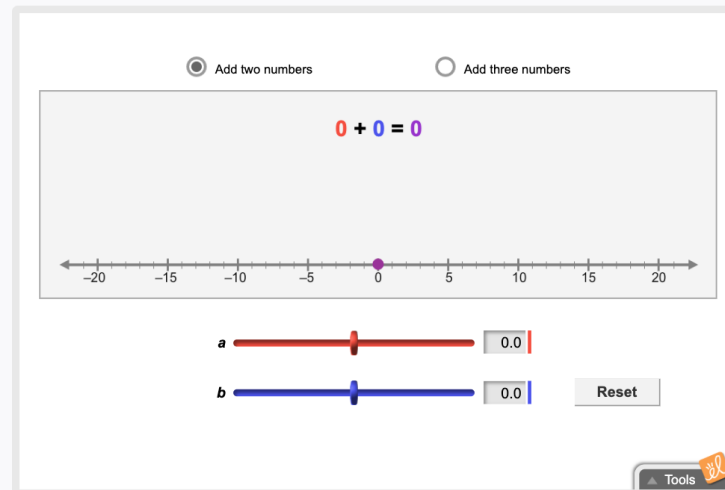 Add two numbers Add three numbers
0 + 0 = 0
–20 –15 –10 –5 0 5 10 15 20
a 0.0
b 0.0 Reset
Tools